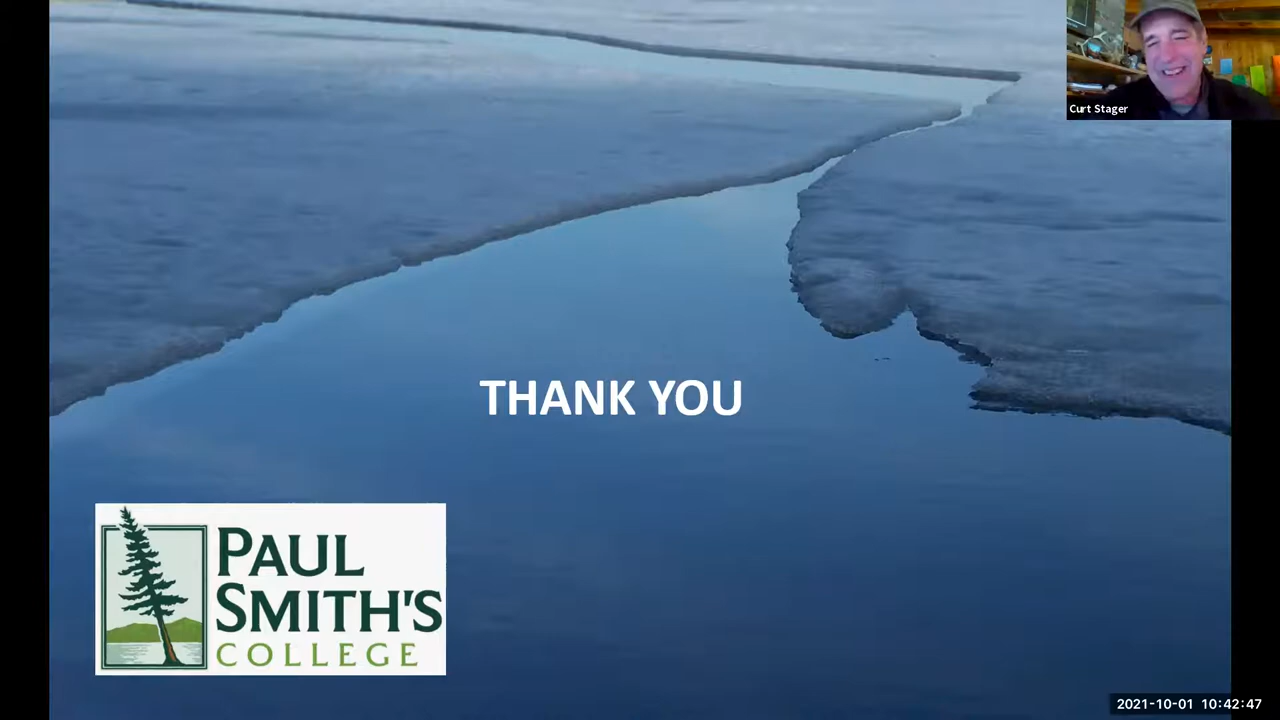 Curt Stager
THANK YOU
PAUL
SMITH'S
COLLEGE
2021-10-01 10:42:47